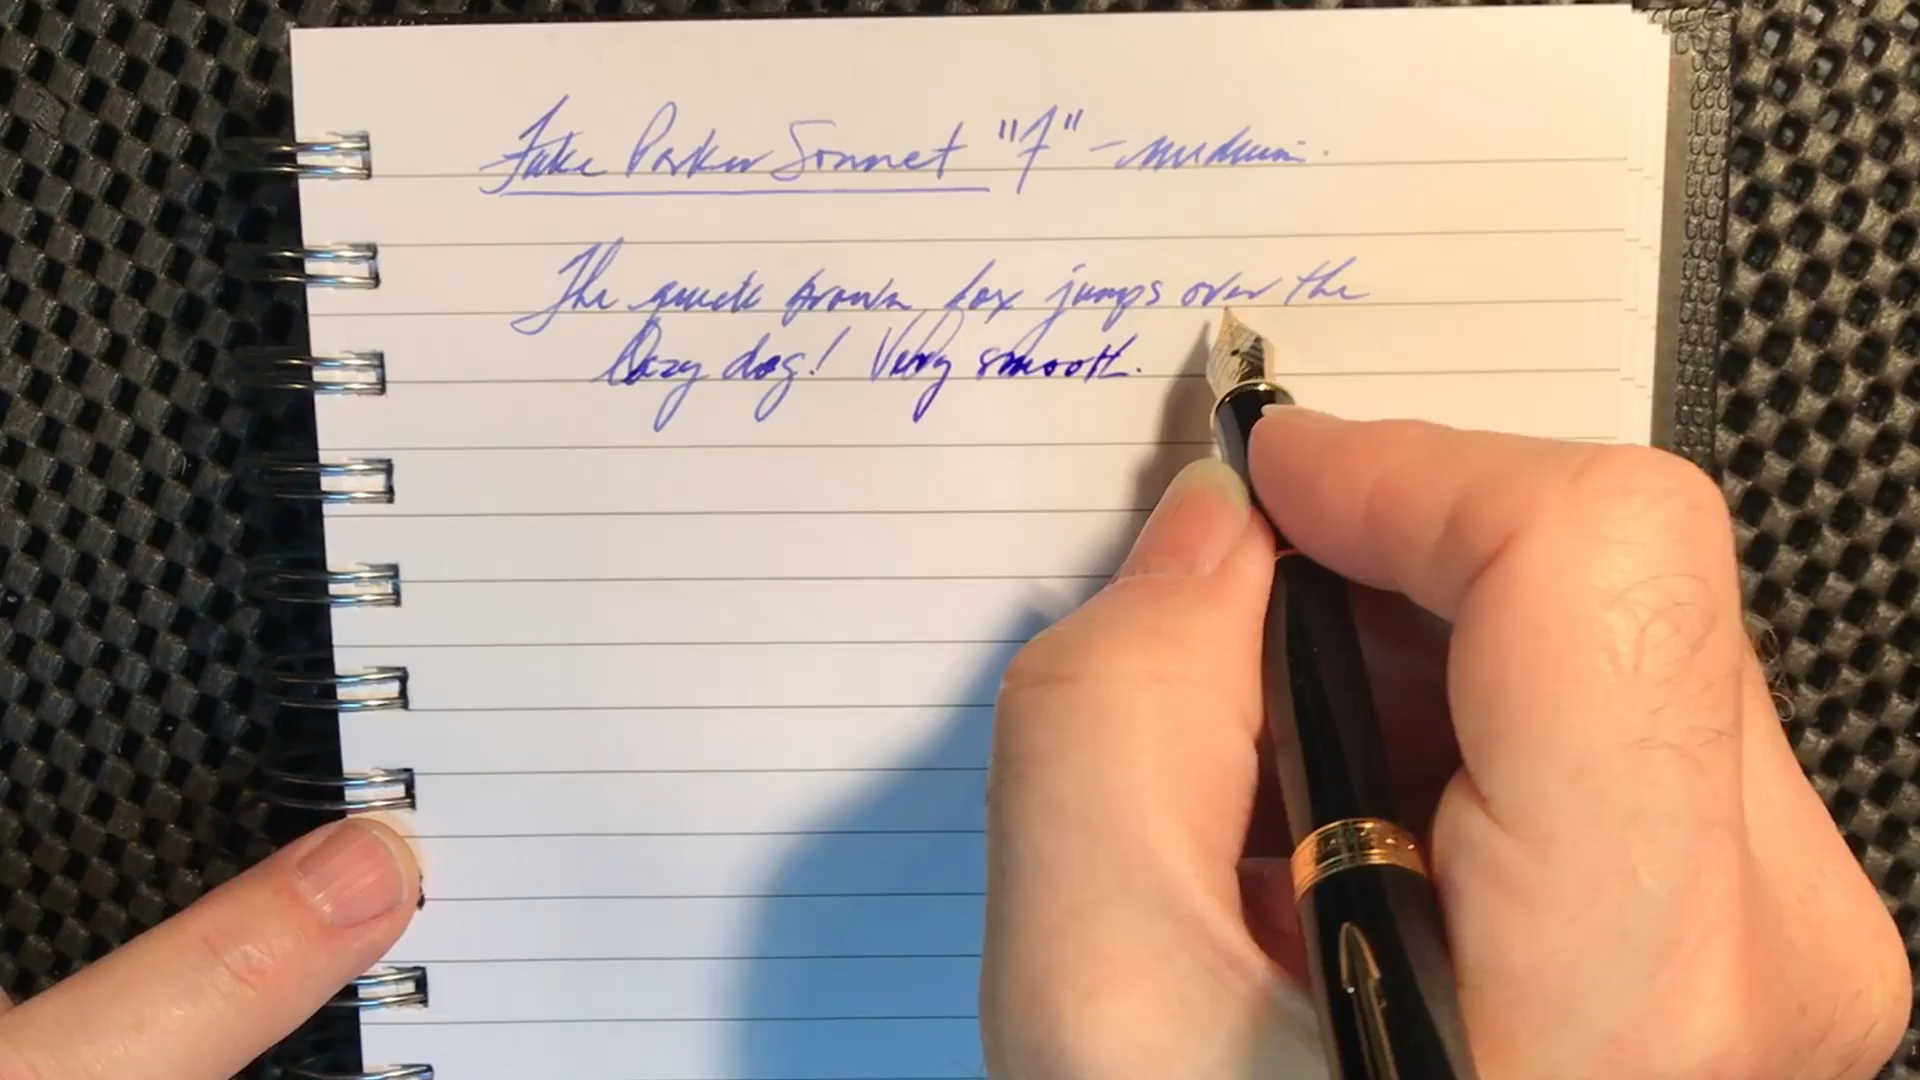 Fake Parker Sonnet "F" - medium.
The quick brown fox jumps over the
lazy dog! Very smooth.